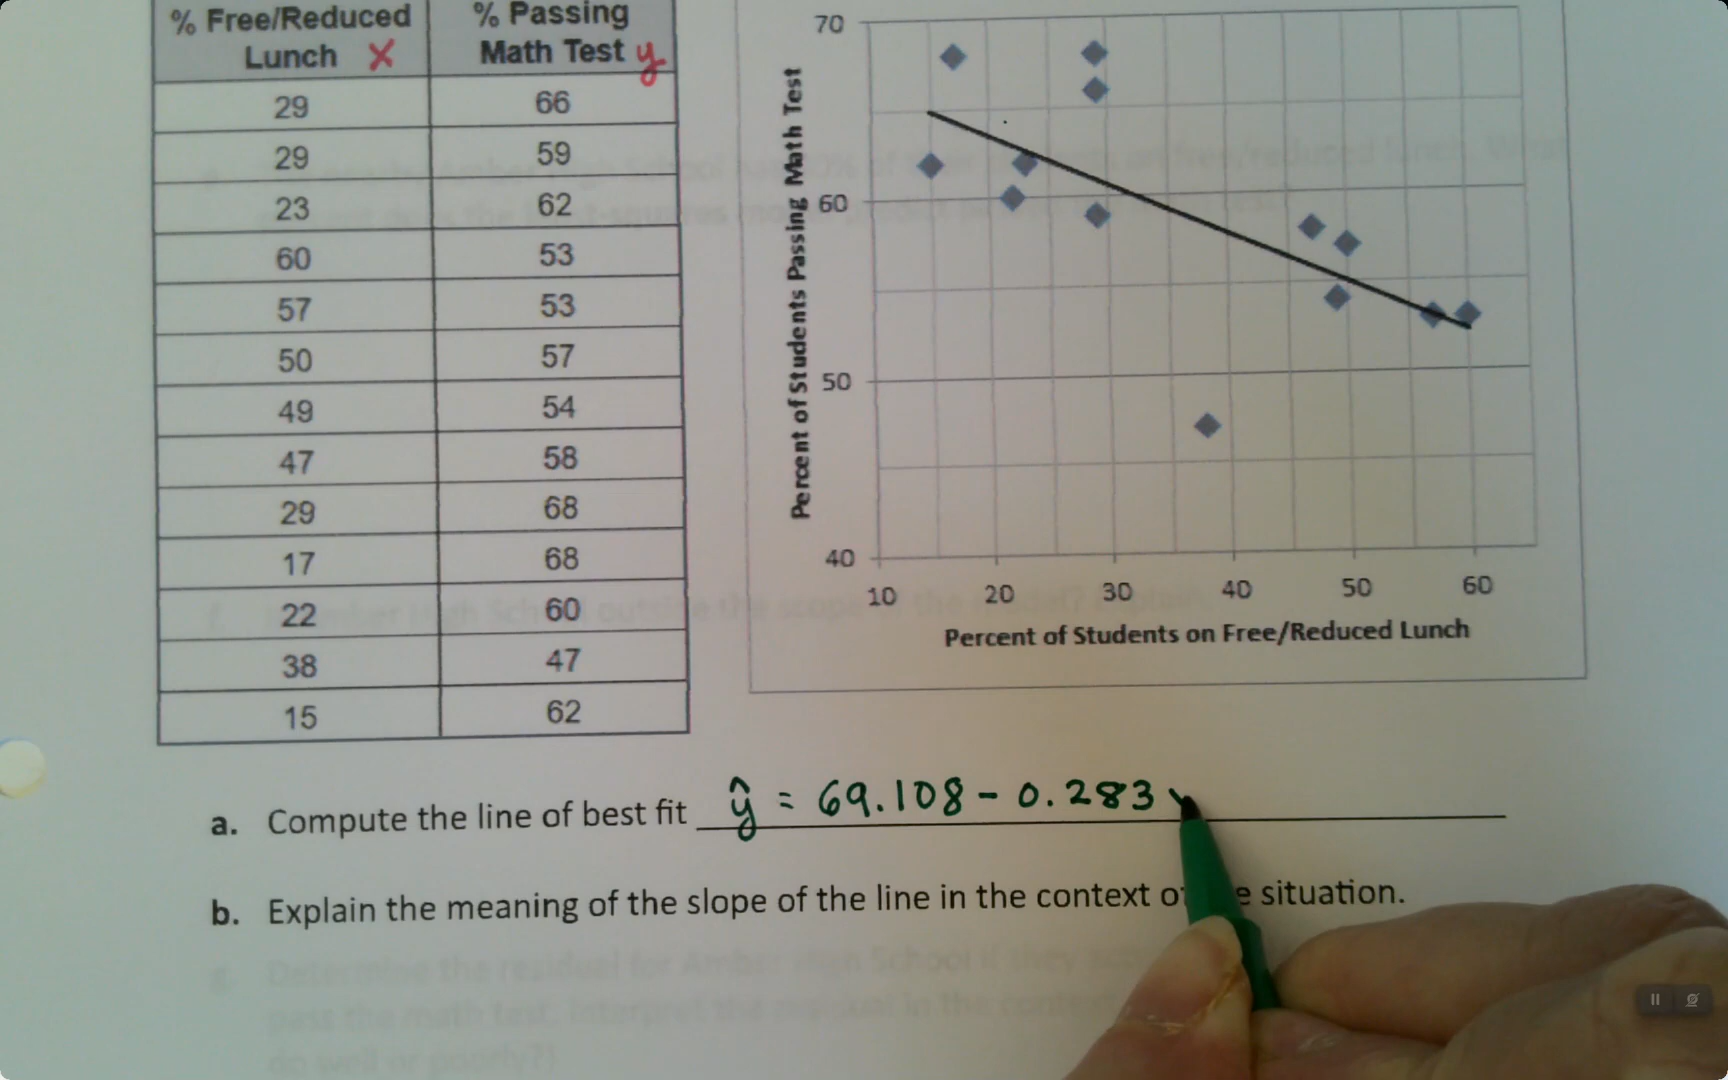 % Free/Reduced Lunch X % Passing Math Test y
29 66
29 59
23 62
60 53
57 53
50 57
49 54
47 58
29 68
17 68
22 60
38 47
15 62
Percent of Students Passing Math Test
70
60
50
40
10 20 30 40 50 60
Percent of Students on Free/Reduced Lunch
a. Compute the line of best fit ŷ = 69.108 - 0.283
b. Explain the meaning of the slope of the line in the context situation.